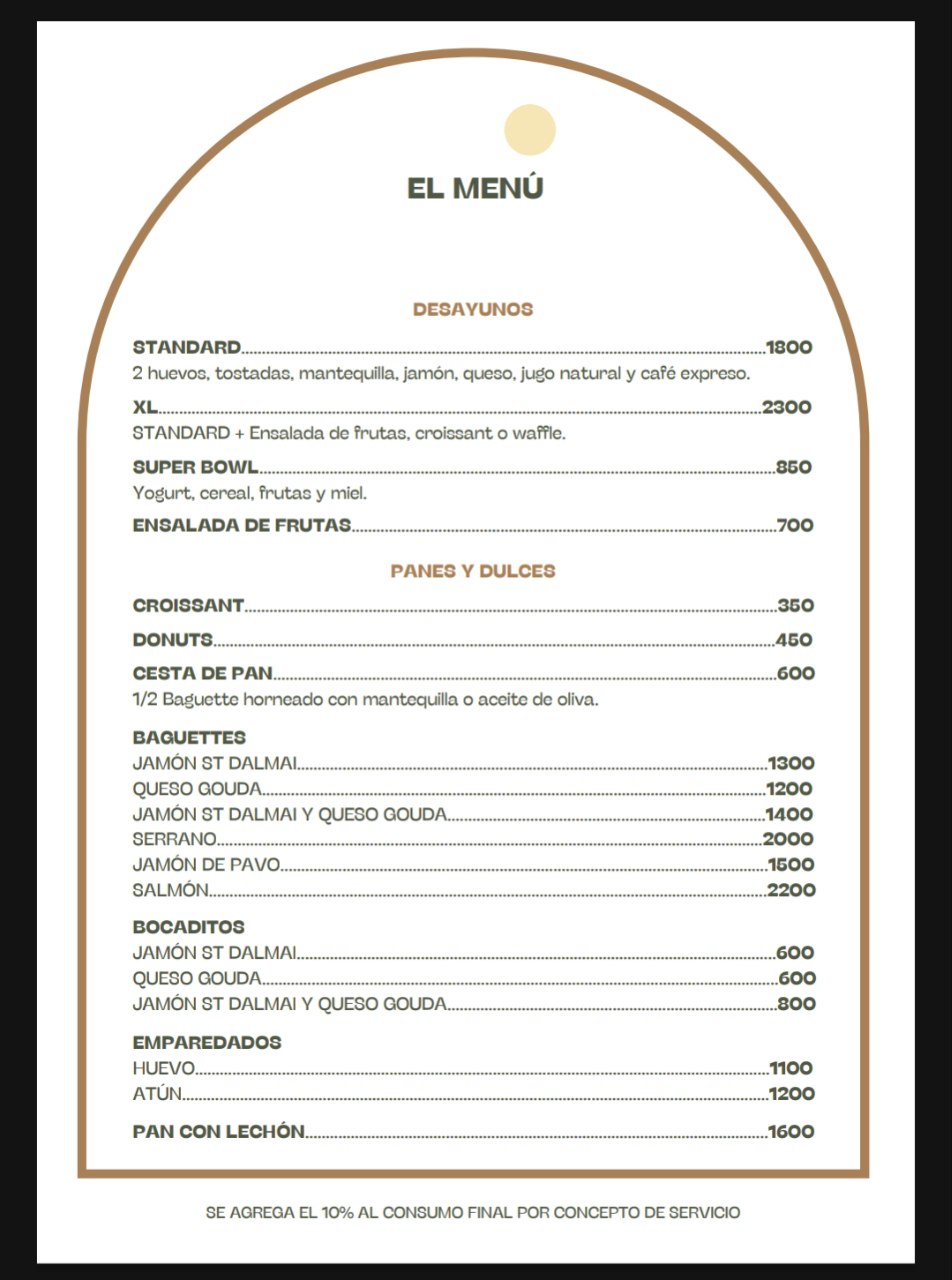 EL MENÚ
DESAYUNOS
STANDARD........................1800
2 huevos, tostadas, mantequilla, jamón, queso, jugo natural y café expreso.
XL........................2300
STANDARD + Ensalada de frutas, croissant o waffle.
SUPER BOWL........................850
Yogurt, cereal, frutas y miel.
ENSALADA DE FRUTAS........................700
PANES Y DULCES
CROISSANT........................350
DONUTS........................450
CESTA DE PAN........................600
1/2 Baguette horneado con mantequilla o aceite de oliva.
BAGUETTES
JAMÓN ST DALMAI........................1300
QUESO GOUDA........................1200
JAMÓN ST DALMAI Y QUESO GOUDA........................1400
SERRANO........................2000
JAMÓN DE PAVO........................1500
SALMÓN........................2200
BOCADITOS
JAMÓN ST DALMAI........................600
QUESO GOUDA........................600
JAMÓN ST DALMAI Y QUESO GOUDA........................800
EMPAREDADOS
HUEVO........................1100
ATÚN........................1200
PAN CON LECHÓN........................1600
SE AGREGA EL 10% AL CONSUMO FINAL POR CONCEPTO DE SERVICIO